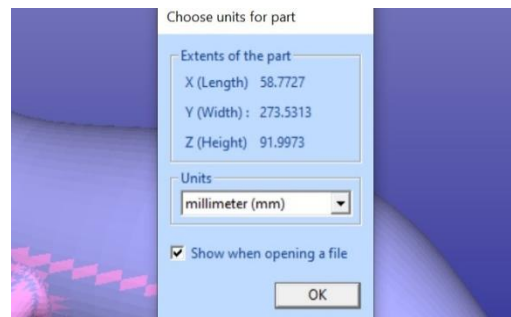 Choose units for part
Extents of the part
X (Length) 58.7727
Y (Width) : 273.5313
Z (Height) 91.9973
Units
millimeter (mm)
Show when opening a file
OK